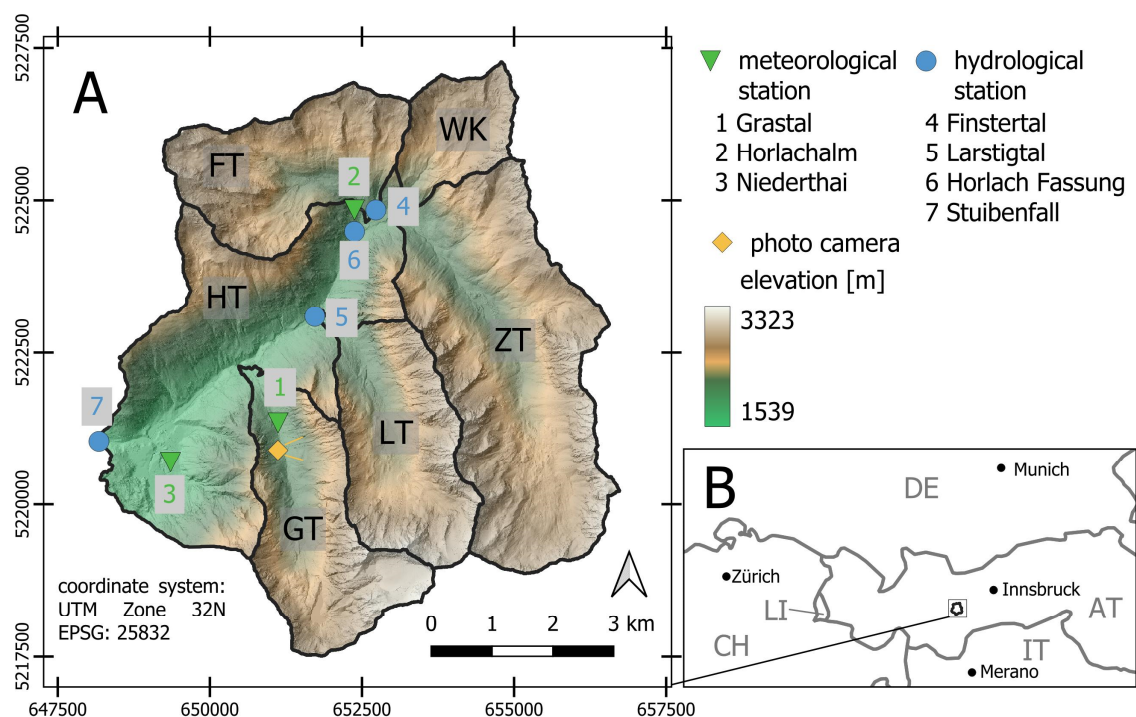 A
5227500
5225000
5222500
5220000
5217500
647500
650000
652500
655000
657500
WK
FT
2
4
6
HT
5
ZT
1
7
LT
3
GT
coordinate system:
UTM Zone 32N
EPSG: 25832
0 1 2 3 km
meteorological
station
1 Grastal
2 Horlachalm
3 Niederthai
hydrological
station
4 Finstertal
5 Larstigtal
6 Horlach Fassung
7 Stuibenfall
photo camera
elevation [m]
3323
1539
B
DE
Munich
Zürich
Innsbruck
LI
AT
CH
IT
Merano